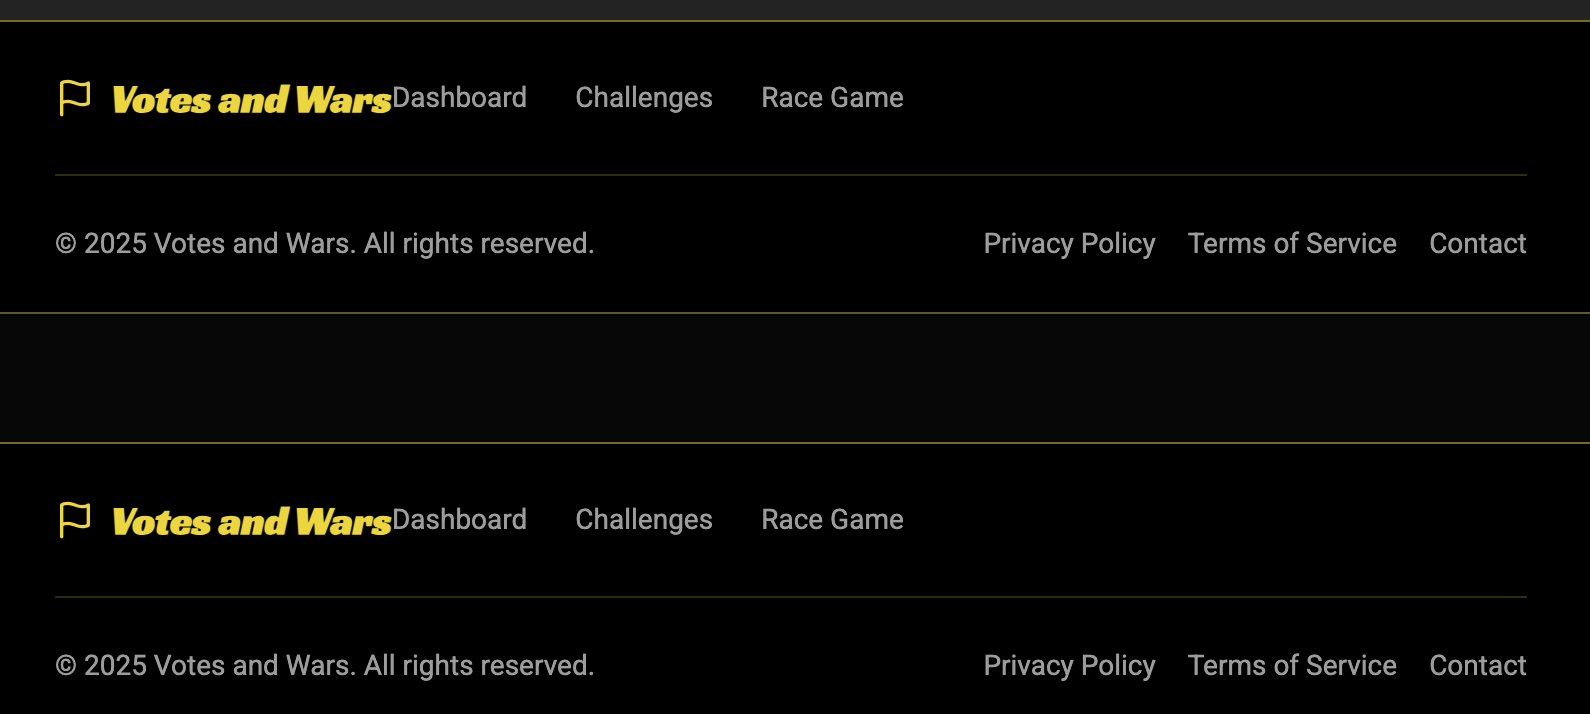 Votes and Wars Dashboard Challenges Race Game
© 2025 Votes and Wars. All rights reserved. Privacy Policy Terms of Service Contact
Votes and Wars Dashboard Challenges Race Game
© 2025 Votes and Wars. All rights reserved. Privacy Policy Terms of Service Contact